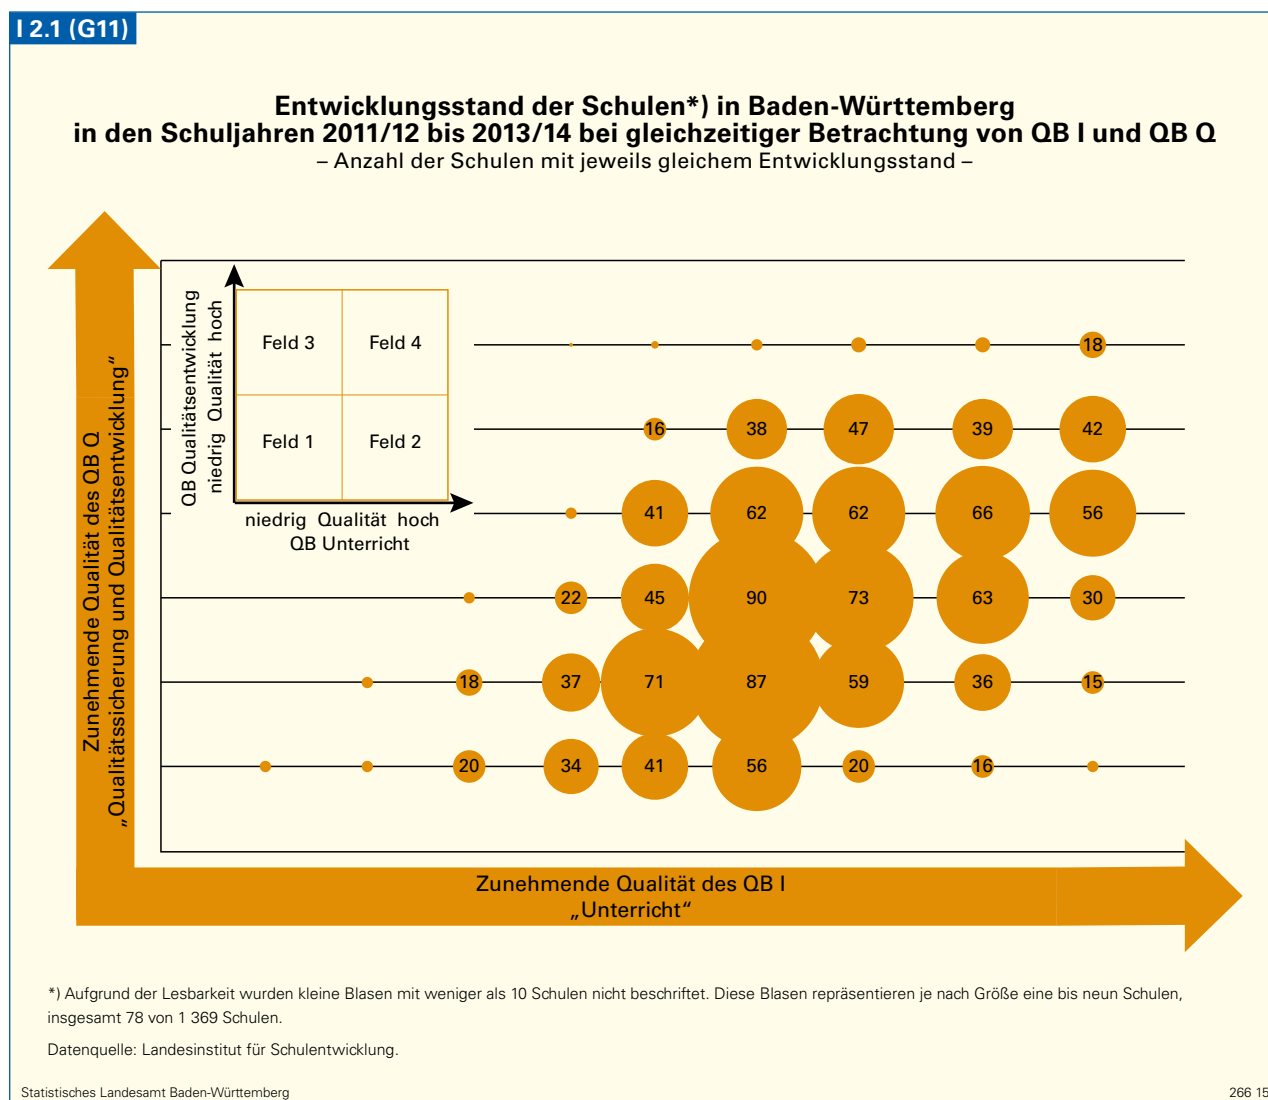 I 2.1 (G11)
Entwicklungsstand der Schulen*) in Baden-Württemberg
in den Schuljahren 2011/12 bis 2013/14 bei gleichzeitiger Betrachtung von QB I und QB Q
– Anzahl der Schulen mit jeweils gleichem Entwicklungsstand –
Zunehmende Qualität des QB Q
„Qualitätssicherung und Qualitätsentwicklung“
QB Qualitätsentwicklung
niedrig Qualität hoch
Feld 3 Feld 4
Feld 1 Feld 2
niedrig Qualität hoch
QB Unterricht
18
16 38 47 39 42
41 62 62 66 56
22 45 90 73 63 30
18 37 71 87 59 36 15
20 34 41 56 20 16
Zunehmende Qualität des QB I
„Unterricht“
*) Aufgrund der Lesbarkeit wurden kleine Blasen mit weniger als 10 Schulen nicht beschriftet. Diese Blasen repräsentieren je nach Größe eine bis neun Schulen,
insgesamt 78 von 1 369 Schulen.
Datenquelle: Landesinstitut für Schulentwicklung.
Statistisches Landesamt Baden-Württemberg
266 15